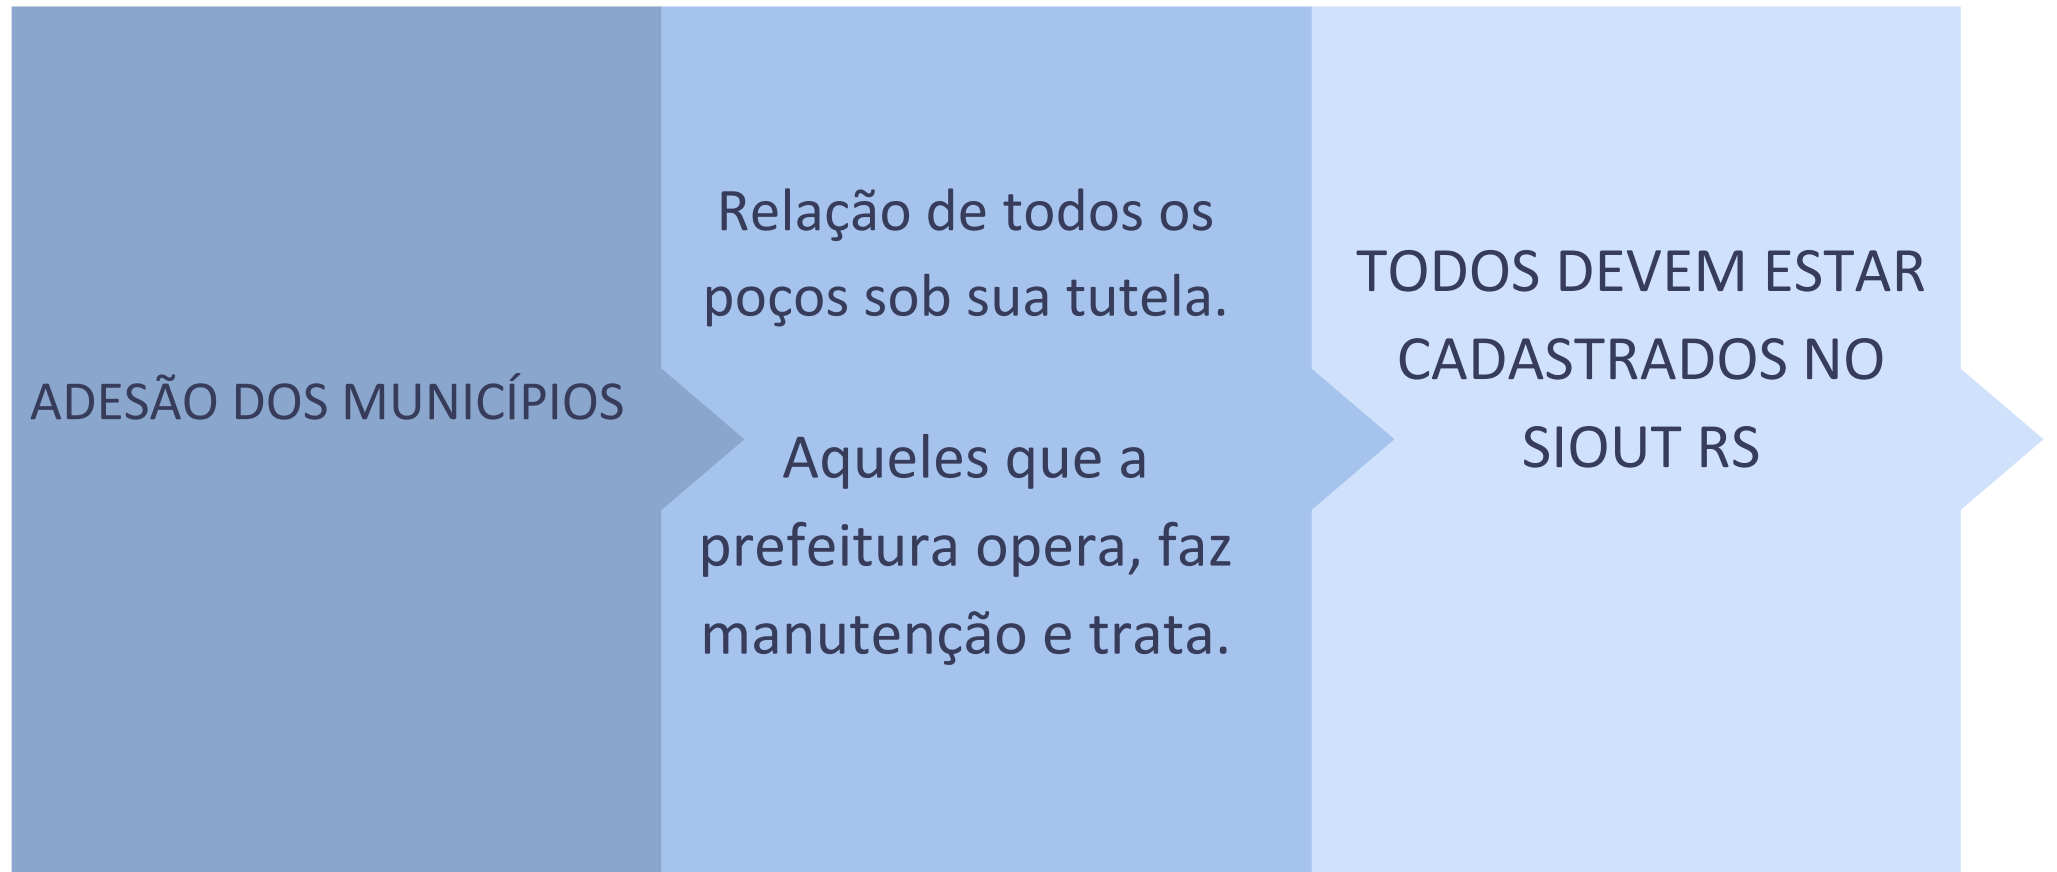 ADESÃO DOS MUNICÍPIOS
Relação de todos os
poços sob sua tutela.
Aqueles que a
prefeitura opera, faz
manutenção e trata.
TODOS DEVEM ESTAR
CADASTRADOS NO
SIOUT RS